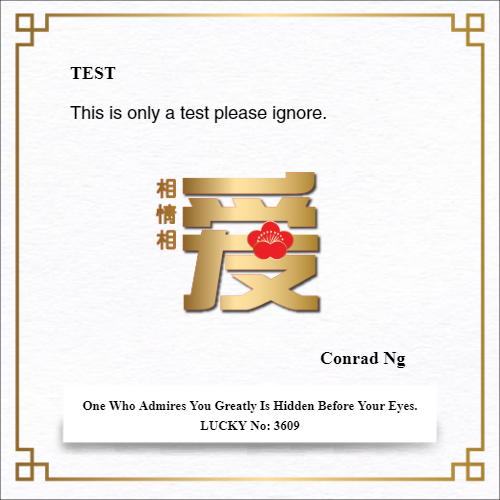 TEST
This is only a test please ignore.
相情相
爱
Conrad Ng
One Who Admires You Greatly Is Hidden Before Your Eyes.
LUCKY No: 3609